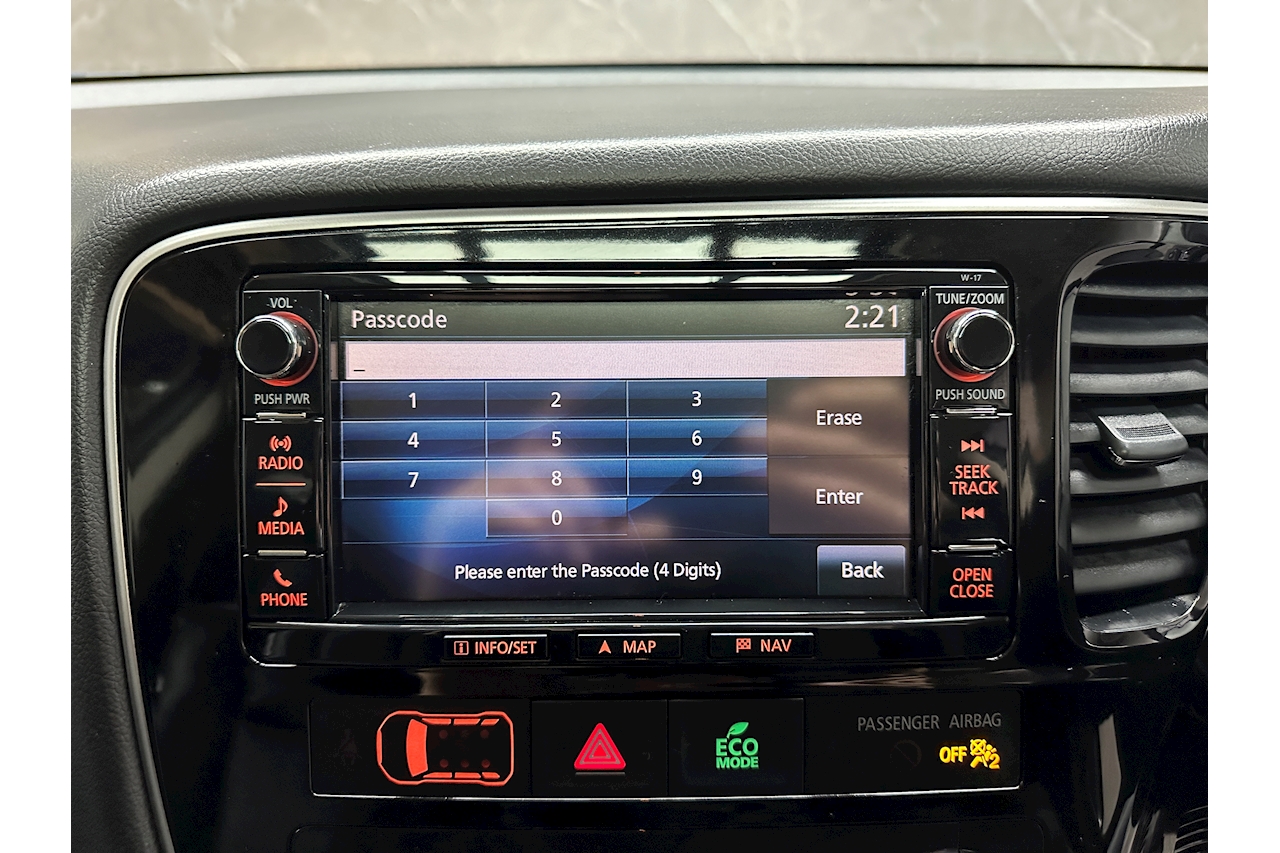 W-17
VOL
TUNE/ZOOM
Passcode
2:21
_
PUSH PWR
PUSH SOUND
1 2 3
Erase
4 5 6
7 8 9
Enter
0
RADIO
MEDIA
PHONE
SEEK
TRACK
OPEN
CLOSE
Please enter the Passcode (4 Digits)
Back
INFO/SET
MAP
NAV
ECO
MODE
PASSENGER AIRBAG
OFF 2